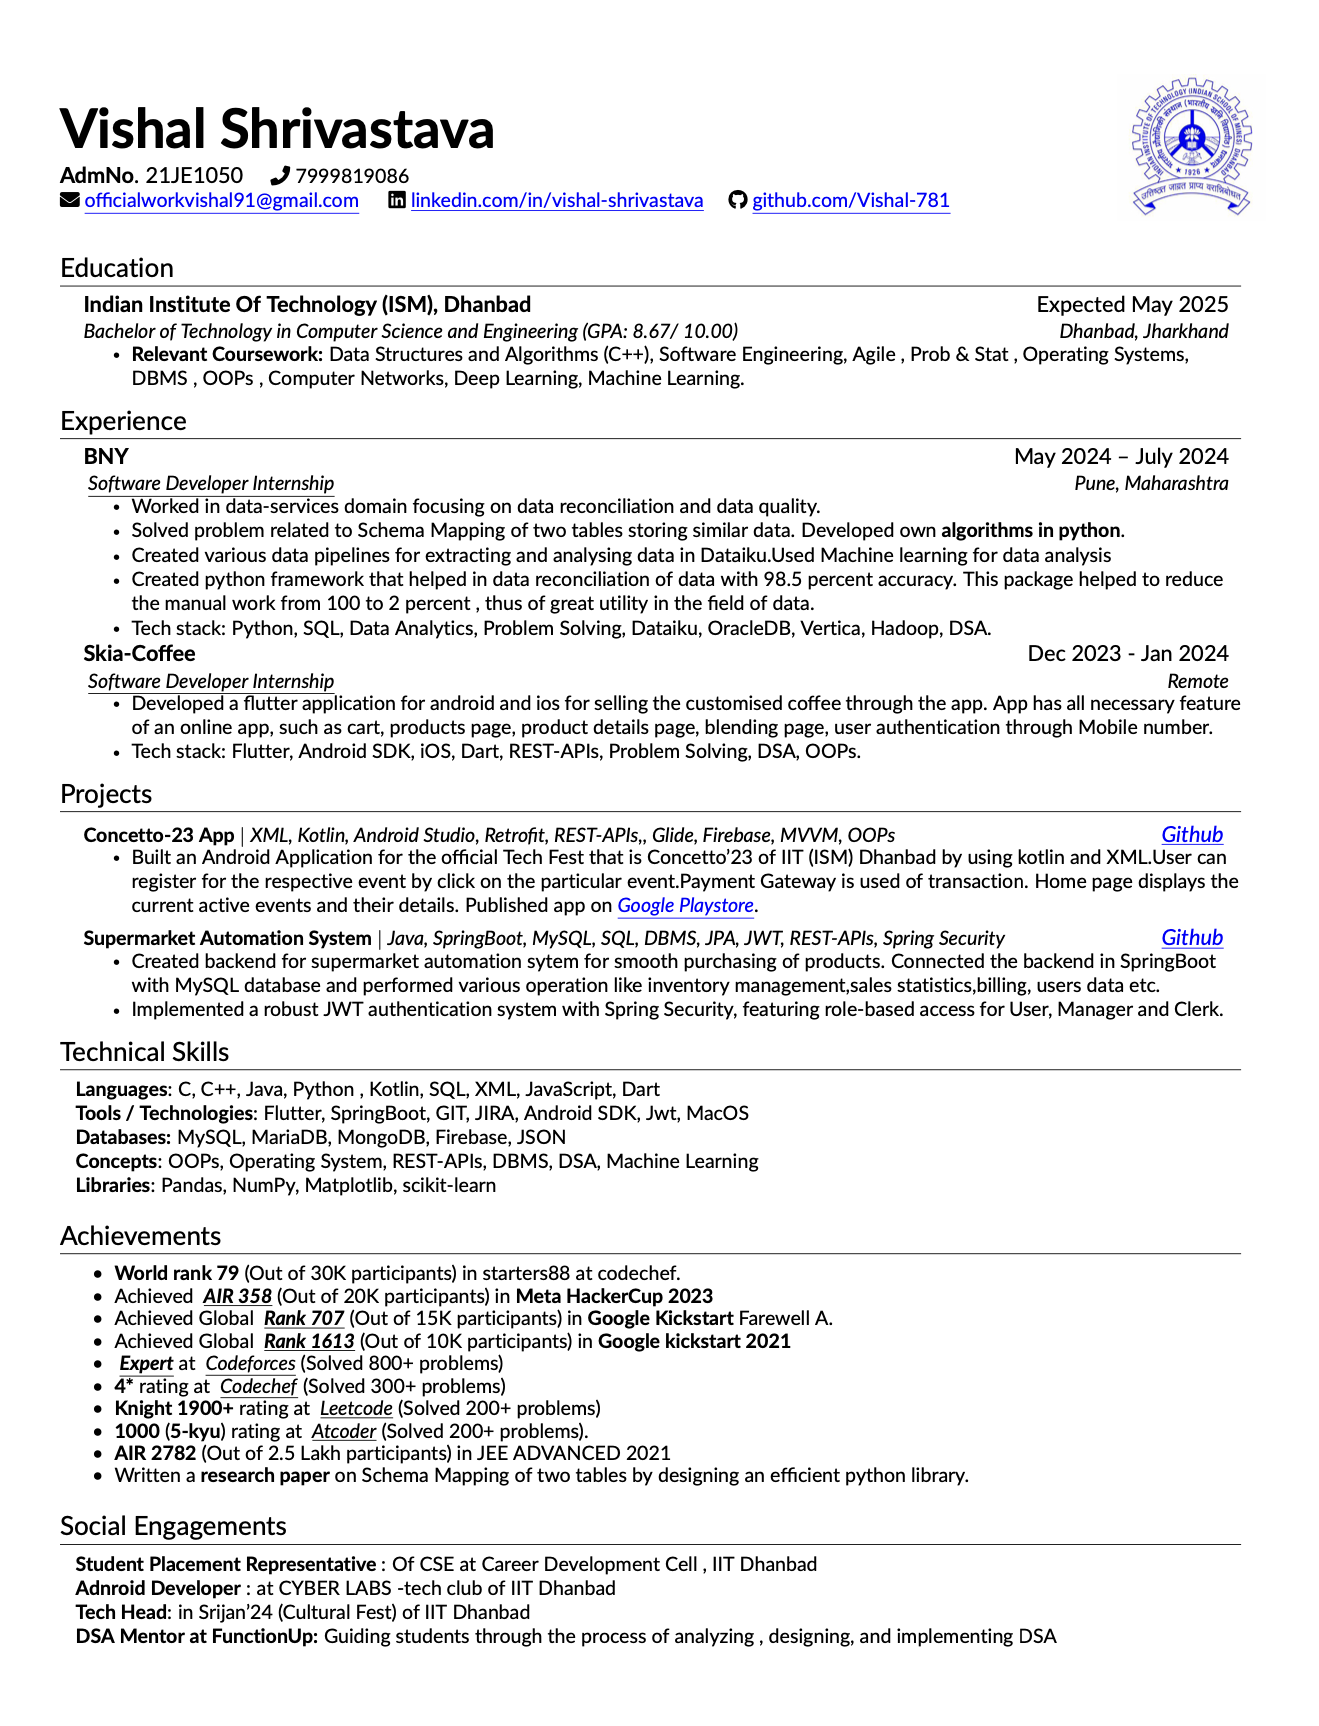 Vishal Shrivastava
AdmNo. 21JE1050 7999819086
officialworkvishal91@gmail.com linkedin.com/in/vishal-shrivastava github.com/Vishal-781
INDIAN INSTITUTE OF TECHNOLOGY (INDIAN SCHOOL OF MINES) DHANBAD
1926
उत्तिष्ठत जाग्रत प्राप्य वरान्निबोधत
Education
Indian Institute Of Technology (ISM), Dhanbad Expected May 2025
Bachelor of Technology in Computer Science and Engineering (GPA: 8.67/ 10.00) Dhanbad, Jharkhand
• Relevant Coursework: Data Structures and Algorithms (C++), Software Engineering, Agile , Prob & Stat , Operating Systems,
DBMS , OOPs , Computer Networks, Deep Learning, Machine Learning.
Experience
BNY May 2024 – July 2024
Software Developer Internship Pune, Maharashtra
• Worked in data-services domain focusing on data reconciliation and data quality.
• Solved problem related to Schema Mapping of two tables storing similar data. Developed own algorithms in python.
• Created various data pipelines for extracting and analysing data in Dataiku.Used Machine learning for data analysis
• Created python framework that helped in data reconciliation of data with 98.5 percent accuracy. This package helped to reduce
the manual work from 100 to 2 percent , thus of great utility in the field of data.
• Tech stack: Python, SQL, Data Analytics, Problem Solving, Dataiku, OracleDB, Vertica, Hadoop, DSA.
Skia-Coffee Dec 2023 - Jan 2024
Software Developer Internship Remote
• Developed a flutter application for android and ios for selling the customised coffee through the app. App has all necessary feature
of an online app, such as cart, products page, product details page, blending page, user authentication through Mobile number.
• Tech stack: Flutter, Android SDK, iOS, Dart, REST-APIs, Problem Solving, DSA, OOPs.
Projects
Concetto-23 App | XML, Kotlin, Android Studio, Retrofit, REST-APIs,, Glide, Firebase, MVVM, OOPs Github
• Built an Android Application for the official Tech Fest that is Concetto’23 of IIT (ISM) Dhanbad by using kotlin and XML.User can
register for the respective event by click on the particular event.Payment Gateway is used of transaction. Home page displays the
current active events and their details. Published app on Google Playstore.
Supermarket Automation System | Java, SpringBoot, MySQL, SQL, DBMS, JPA, JWT, REST-APIs, Spring Security Github
• Created backend for supermarket automation sytem for smooth purchasing of products. Connected the backend in SpringBoot
with MySQL database and performed various operation like inventory management,sales statistics,billing, users data etc.
• Implemented a robust JWT authentication system with Spring Security, featuring role-based access for User, Manager and Clerk.
Technical Skills
Languages: C, C++, Java, Python , Kotlin, SQL, XML, JavaScript, Dart
Tools / Technologies: Flutter, SpringBoot, GIT, JIRA, Android SDK, Jwt, MacOS
Databases: MySQL, MariaDB, MongoDB, Firebase, JSON
Concepts: OOPs, Operating System, REST-APIs, DBMS, DSA, Machine Learning
Libraries: Pandas, NumPy, Matplotlib, scikit-learn
Achievements
• World rank 79 (Out of 30K participants) in starters88 at codechef.
• Achieved AIR 358 (Out of 20K participants) in Meta HackerCup 2023
• Achieved Global Rank 707 (Out of 15K participants) in Google Kickstart Farewell A.
• Achieved Global Rank 1613 (Out of 10K participants) in Google kickstart 2021
• Expert at Codeforces (Solved 800+ problems)
• 4* rating at Codechef (Solved 300+ problems)
• Knight 1900+ rating at Leetcode (Solved 200+ problems)
• 1000 (5-kyu) rating at Atcoder (Solved 200+ problems).
• AIR 2782 (Out of 2.5 Lakh participants) in JEE ADVANCED 2021
• Written a research paper on Schema Mapping of two tables by designing an efficient python library.
Social Engagements
Student Placement Representative : Of CSE at Career Development Cell , IIT Dhanbad
Adnroid Developer : at CYBER LABS -tech club of IIT Dhanbad
Tech Head: in Srijan’24 (Cultural Fest) of IIT Dhanbad
DSA Mentor at FunctionUp: Guiding students through the process of analyzing , designing, and implementing DSA